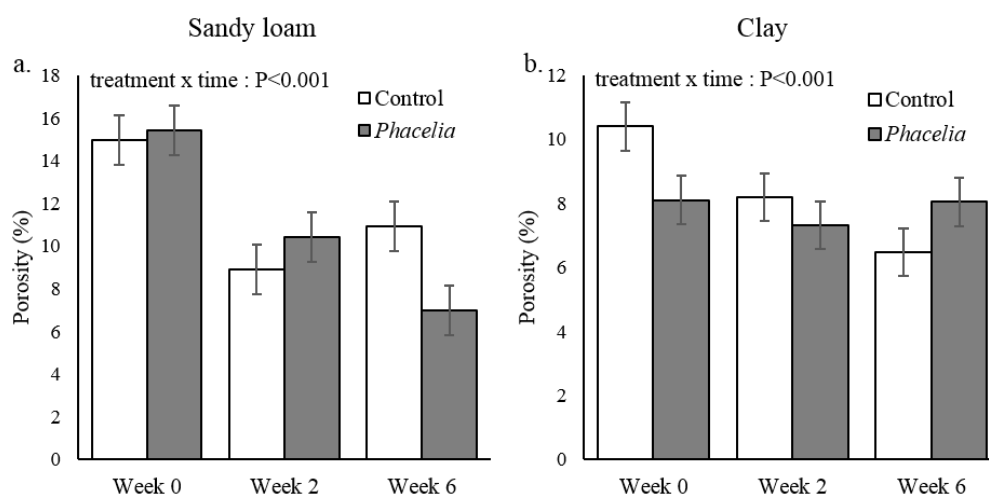 Sandy loam
a.
treatment x time : P<0.001
Control
Phacelia
Porosity (%)
18
16
14
12
10
8
6
4
2
0
Week 0 Week 2 Week 6
Clay
b.
treatment x time : P<0.001
Control
Phacelia
Porosity (%)
12
10
8
6
4
2
0
Week 0 Week 2 Week 6